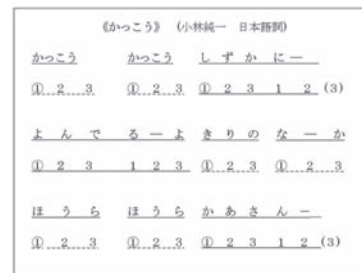 《かっこう》 (小林純一 日本語詞)
かっこう かっこう しずかにー
① 2 3 ① 2 3 ① 2 3 1 2 (3)
よんで るーよ きりの なーか
① 2 3 1 2 3 ① 2 3 ① 2 3
ほうら ほうら かあさんー
① 2 3 ① 2 3 ① 2 3 1 2 (3)